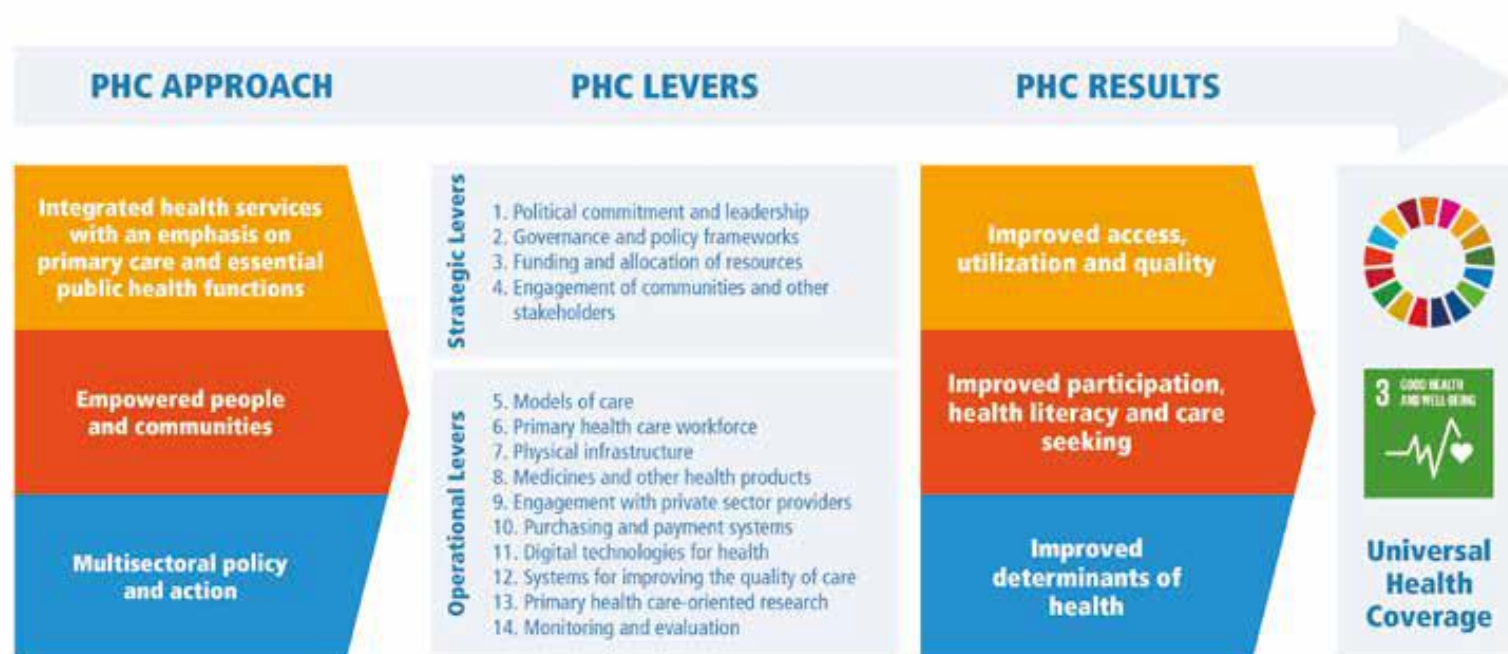 PHC APPROACH
PHC LEVERS
PHC RESULTS
Integrated health services
with an emphasis on
primary care and essential
public health functions
Empowered people
and communities
Multisectoral policy
and action
Strategic Levers
1. Political commitment and leadership
2. Governance and policy frameworks
3. Funding and allocation of resources
4. Engagement of communities and other
stakeholders
Operational Levers
5. Models of care
6. Primary health care workforce
7. Physical infrastructure
8. Medicines and other health products
9. Engagement with private sector providers
10. Purchasing and payment systems
11. Digital technologies for health
12. Systems for improving the quality of care
13. Primary health care-oriented research
14. Monitoring and evaluation
Improved access,
utilization and quality
Improved participation,
health literacy and care
seeking
Improved
determinants of
health
3 GOOD HEALTH
AND WELL-BEING
Universal
Health
Coverage